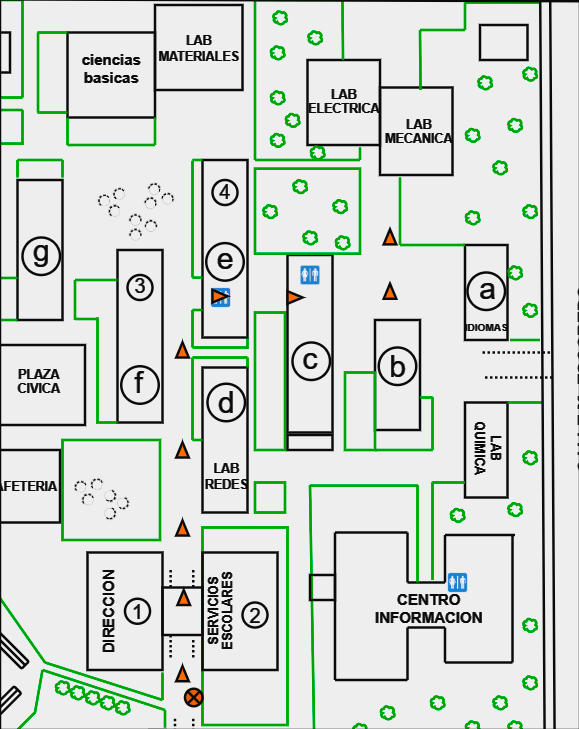 ciencias
basicas
LAB
MATERIALES
LAB
ELECTRICA
LAB
MECANICA
4
g
e
3
a
IDIOMAS
c
b
PLAZA
CIVICA
f
d
LAB
REDES
LAB
QUIMICA
AFETERIA
DIRECCION
1
SERVICIOS
ESCOLARES
2
CENTRO
INFORMACION